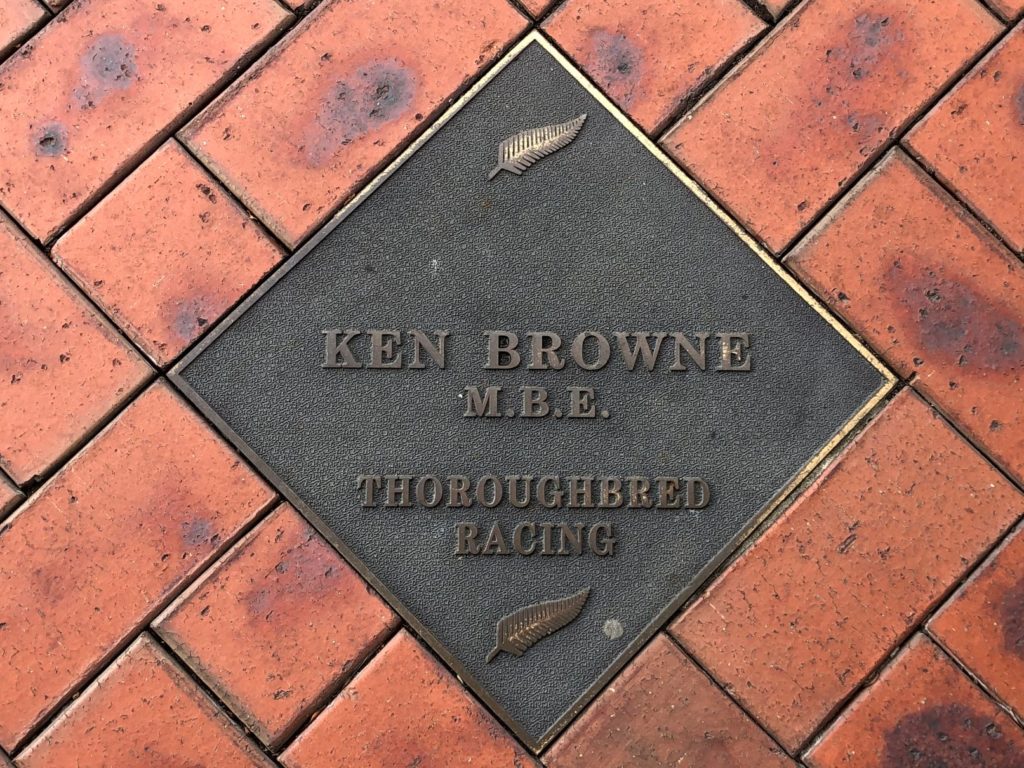 KEN BROWNE
M.B.E.
THOROUGHBRED
RACING